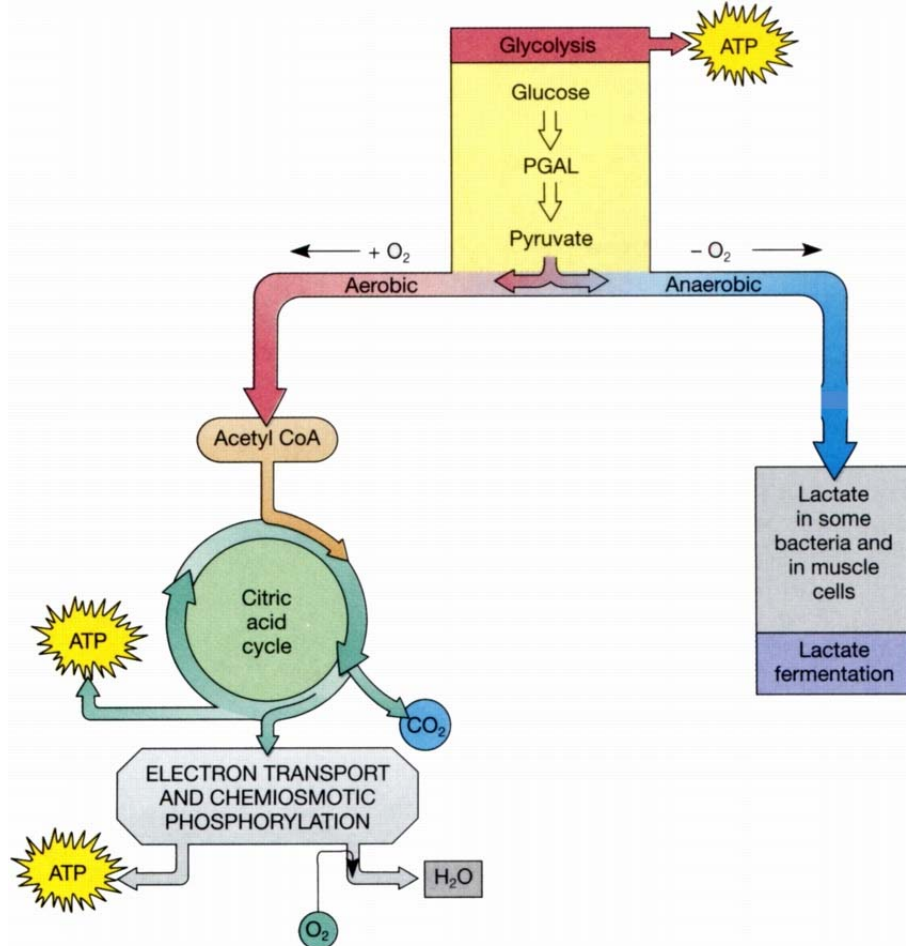 Glycolysis
ATP
Glucose
PGAL
Pyruvate
+ O₂
− O₂
Aerobic
Anaerobic
Acetyl CoA
Lactate
in some
bacteria and
in muscle
cells
Lactate
fermentation
Citric
acid
cycle
ATP
CO₂
ELECTRON TRANSPORT
AND CHEMIOSMOTIC
PHOSPHORYLATION
ATP
H₂O
O₂